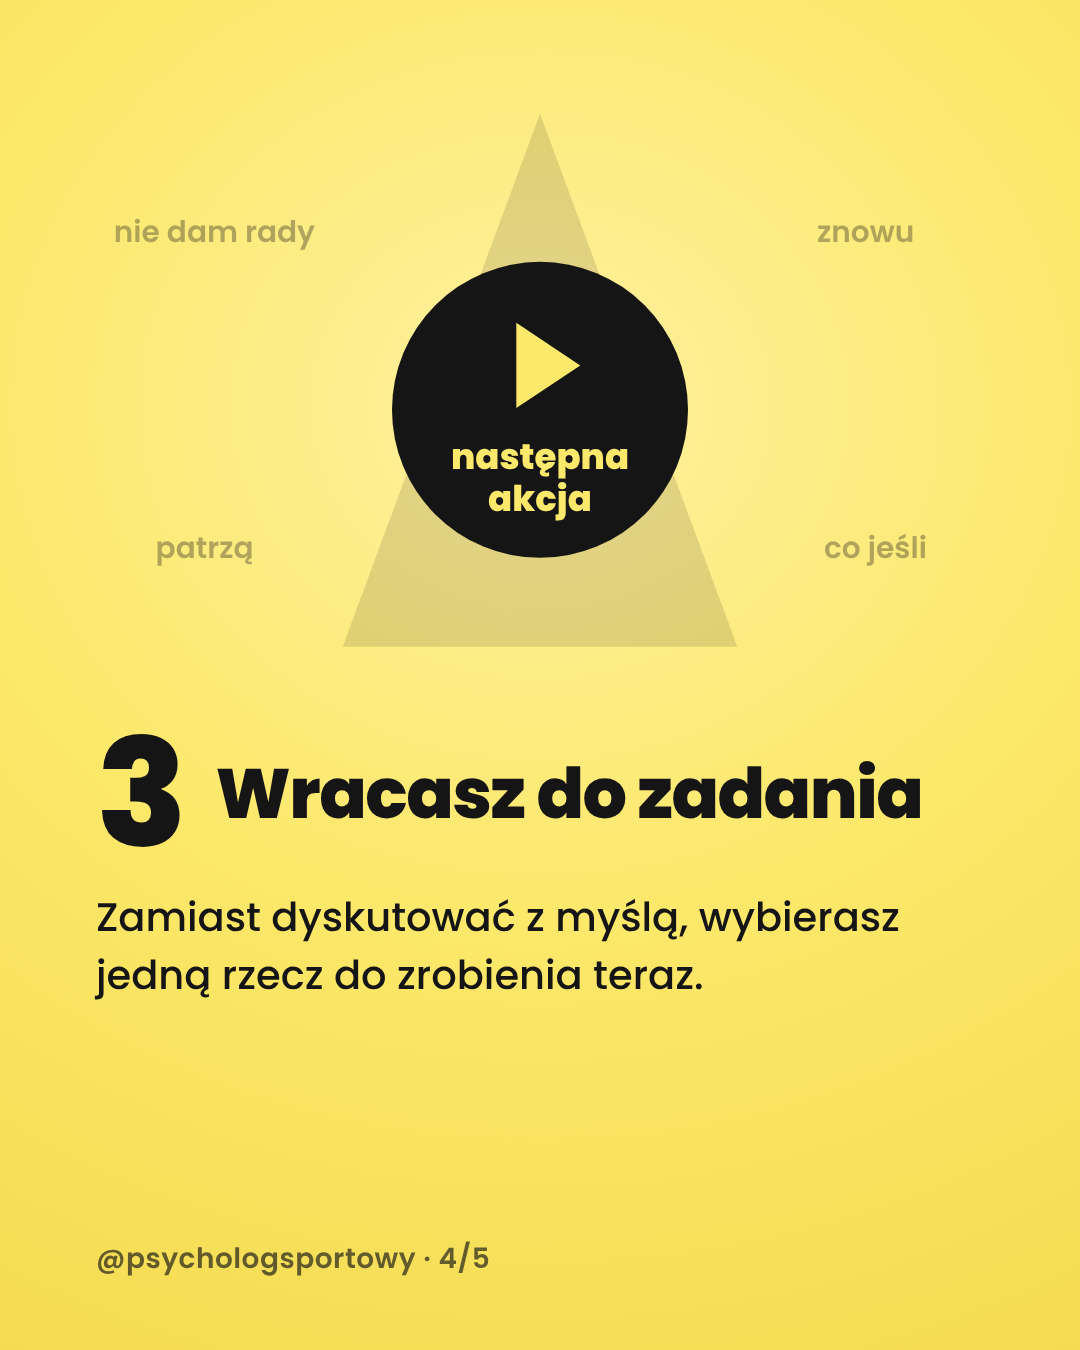 nie dam rady
znowu
następna
akcja
patrzą
co jeśli
3 Wracasz do zadania
Zamiast dyskutować z myślą, wybierasz
jedną rzecz do zrobienia teraz.
@psychologsportowy · 4/5